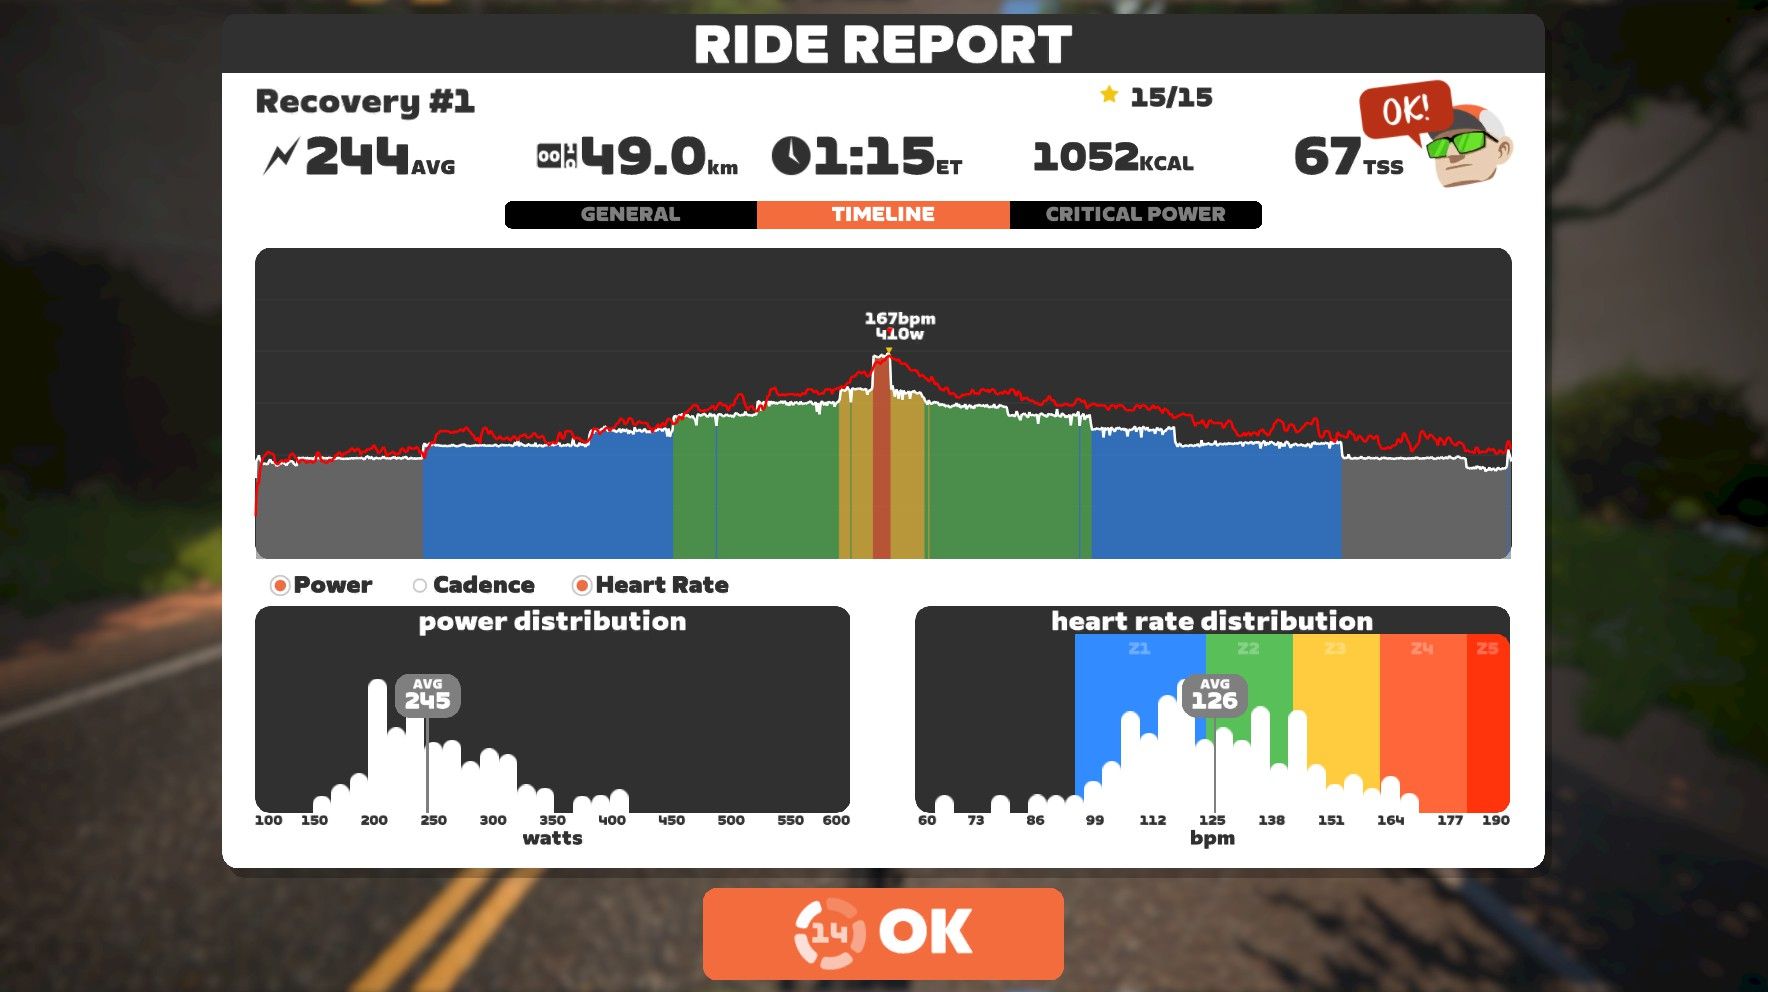 RIDE REPORT
Recovery #1
15/15
OK!
244AVG
49.0km
1:15ET
1052KCAL
67TSS
GENERAL
TIMELINE
CRITICAL POWER
167bpm
410w
Power
Cadence
Heart Rate
power distribution
AVG
245
100 150 200 250 300 350 400 450 500 550 600
watts
heart rate distribution
Z1 Z2 Z3 Z4 Z5
AVG
126
60 73 86 99 112 125 138 151 164 177 190
bpm
14 OK